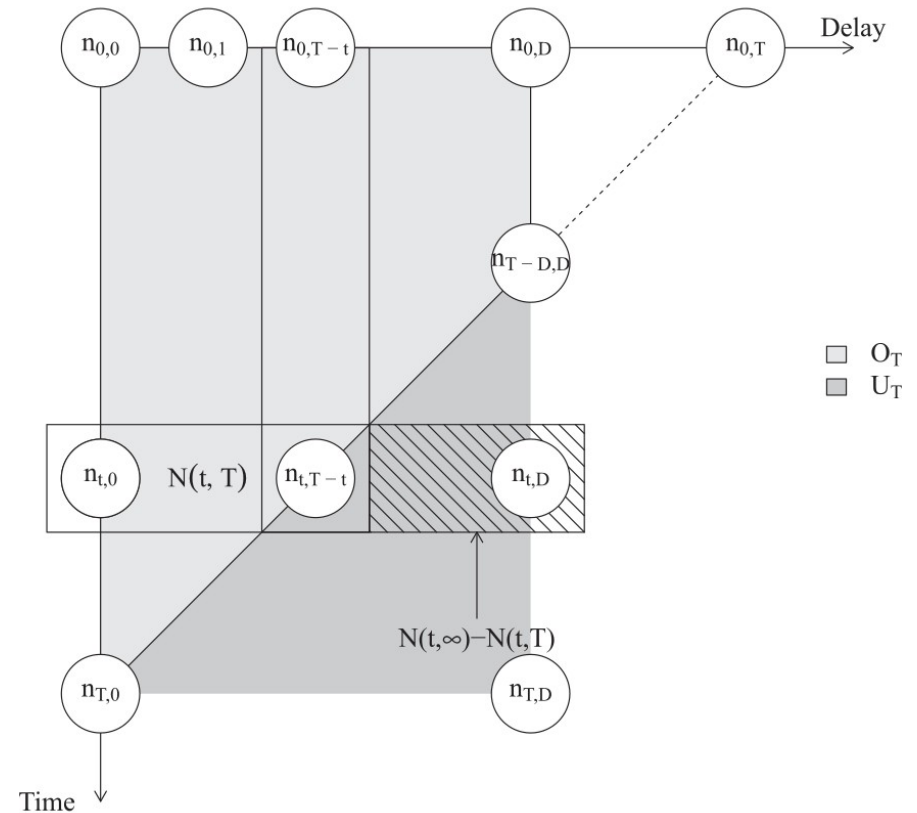 Delay
n0,0 n0,1 n0,T−t n0,D n0,T
nT−D,D
OT
UT
nt,0 N(t, T) nt,T−t nt,D
N(t,∞)−N(t,T)
nT,0 nT,D
Time